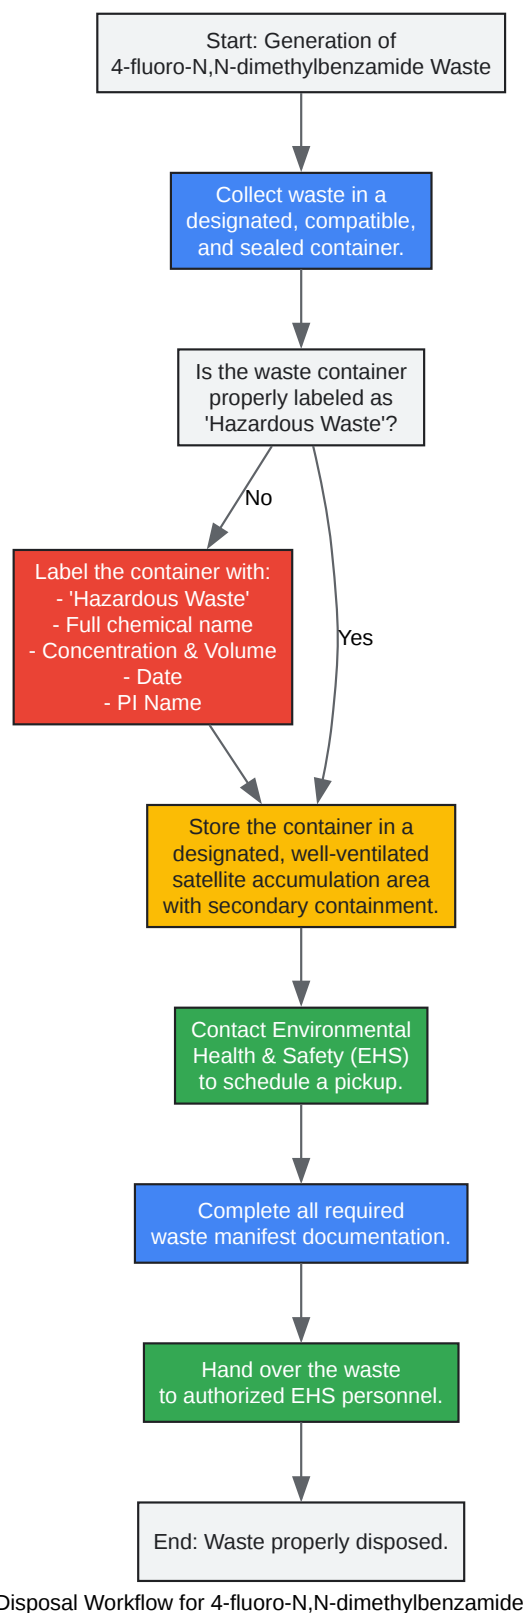 Start: Generation of
4-fluoro-N,N-dimethylbenzamide Waste
Collect waste in a
designated, compatible,
and sealed container.
Is the waste container
properly labeled as
'Hazardous Waste'?
No
Label the container with:
- 'Hazardous Waste'
- Full chemical name
- Concentration & Volume
- Date
- PI Name
Yes
Store the container in a
designated, well-ventilated
satellite accumulation area
with secondary containment.
Contact Environmental
Health & Safety (EHS)
to schedule a pickup.
Complete all required
waste manifest documentation.
Hand over the waste
to authorized EHS personnel.
End: Waste properly disposed.
Disposal Workflow for 4-fluoro-N,N-dimethylbenzamide